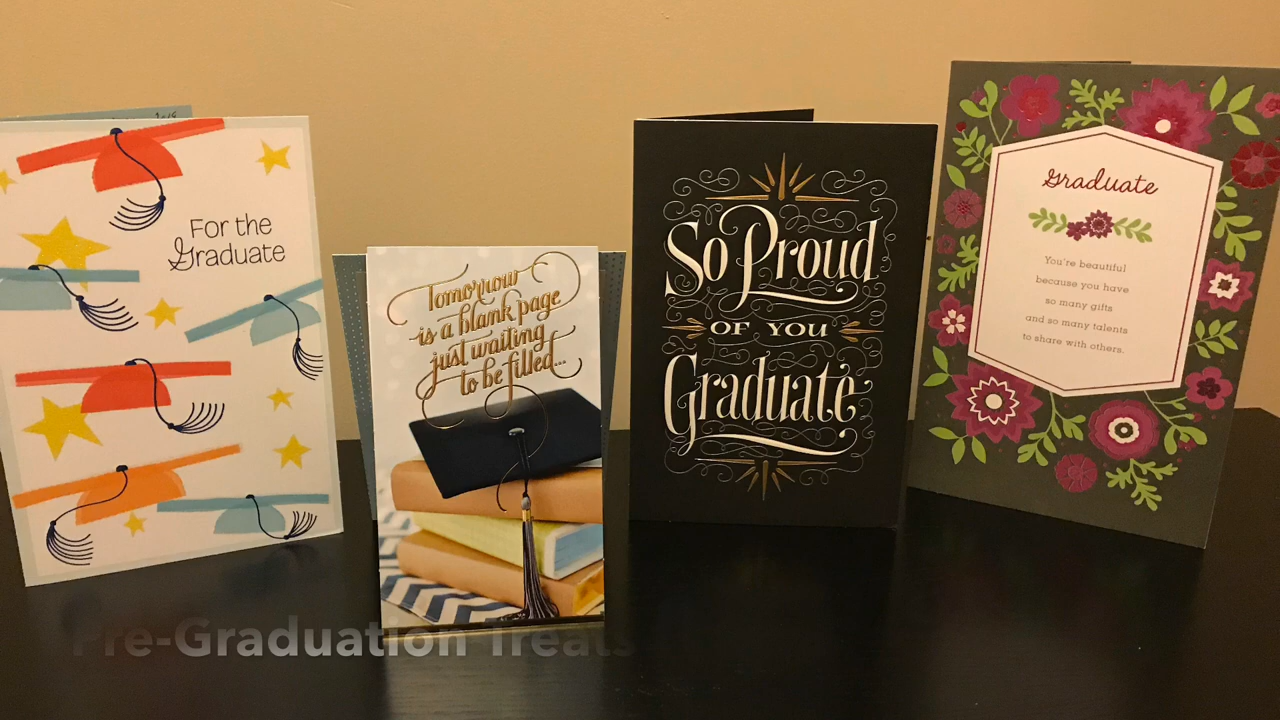 For the
Graduate
Tomorrow
is a blank page
just waiting
to be filled...
So Proud
OF YOU
Graduate
graduate
You're beautiful
because you have
so many gifts
and so many talents
to share with others.
Pre-Graduation Treats